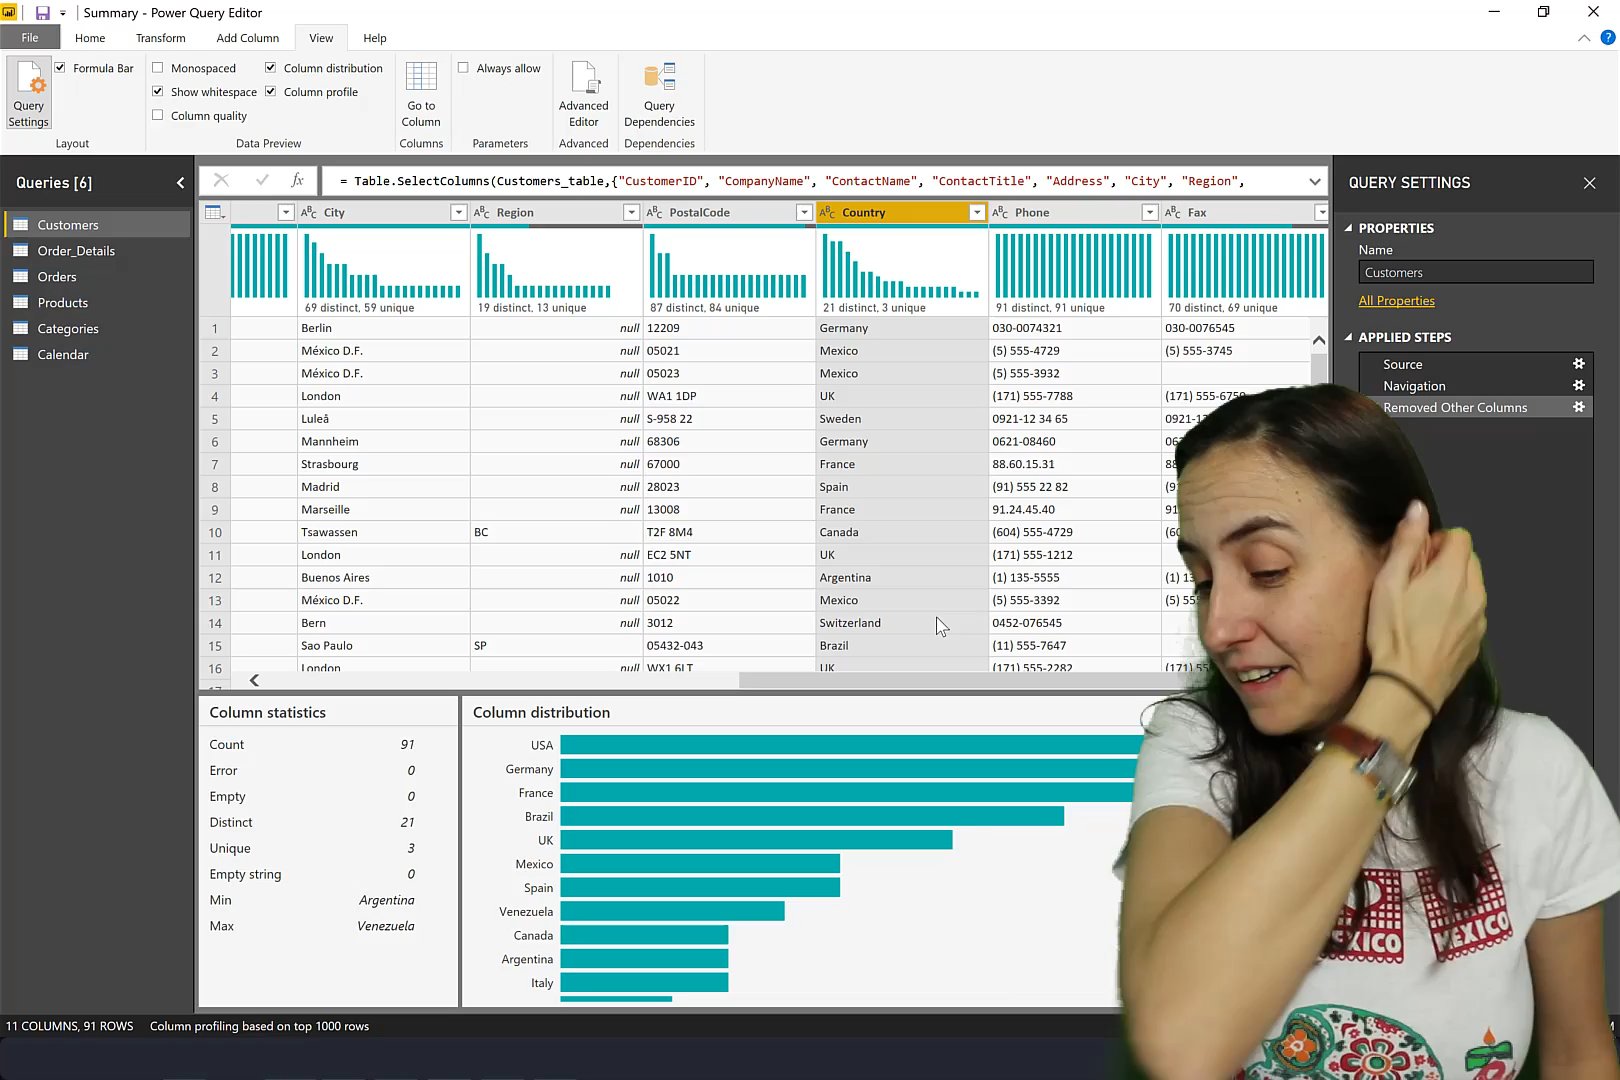 Summary - Power Query Editor
File Home Transform Add Column View Help
Query Settings
Formula Bar
Layout
Monospaced
Show whitespace
Column quality
Column distribution
Column profile
Data Preview
Go to Column
Columns
Always allow
Parameters
Advanced Editor
Advanced
Query Dependencies
Dependencies
Queries [6]
Customers
Order_Details
Orders
Products
Categories
Calendar
fx = Table.SelectColumns(Customers_table,{"CustomerID", "CompanyName", "ContactName", "ContactTitle", "Address", "City", "Region",
City Region PostalCode Country Phone Fax
69 distinct, 59 unique 19 distinct, 13 unique 87 distinct, 84 unique 21 distinct, 3 unique 91 distinct, 91 unique 70 distinct, 69 unique
1 Berlin null 12209 Germany 030-0074321 030-0076545
2 México D.F. null 05021 Mexico (5) 555-4729 (5) 555-3745
3 México D.F. null 05023 Mexico (5) 555-3932
4 London null WA1 1DP UK (171) 555-7788 (171) 555-6750
5 Luleå null S-958 22 Sweden 0921-12 34 65
6 Mannheim null 68306 Germany 0621-08460
7 Strasbourg null 67000 France 88.60.15.31
8 Madrid null 28023 Spain (91) 555 22 82
9 Marseille null 13008 France 91.24.45.40
10 Tsawassen BC T2F 8M4 Canada (604) 555-4729
11 London null EC2 5NT UK (171) 555-1212
12 Buenos Aires null 1010 Argentina (1) 135-5555
13 México D.F. null 05022 Mexico (5) 555-3392
14 Bern null 3012 Switzerland 0452-076545
15 Sao Paulo SP 05432-043 Brazil (11) 555-7647
16 London null WX1 6LT UK (171) 555-2282
Column statistics
Count 91
Error 0
Empty 0
Distinct 21
Unique 3
Empty string 0
Min Argentina
Max Venezuela
Column distribution
USA
Germany
France
Brazil
UK
Mexico
Spain
Venezuela
Canada
Argentina
Italy
QUERY SETTINGS
PROPERTIES
Name
Customers
All Properties
APPLIED STEPS
Source
Navigation
Removed Other Columns
MEXICO
11 COLUMNS, 91 ROWS Column profiling based on top 1000 rows